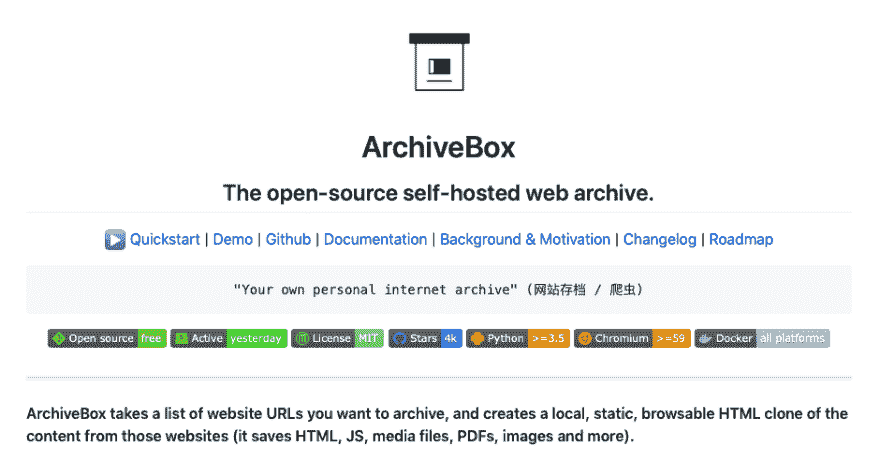 ArchiveBox
The open-source self-hosted web archive.
Quickstart | Demo | Github | Documentation | Background & Motivation | Changelog | Roadmap
"Your own personal internet archive" (网站存档 / 爬虫)
Open source free Active yesterday License MIT Stars 4k Python >=3.5 Chromium >=59 Docker all platforms
ArchiveBox takes a list of website URLs you want to archive, and creates a local, static, browsable HTML clone of the
content from those websites (it saves HTML, JS, media files, PDFs, images and more).